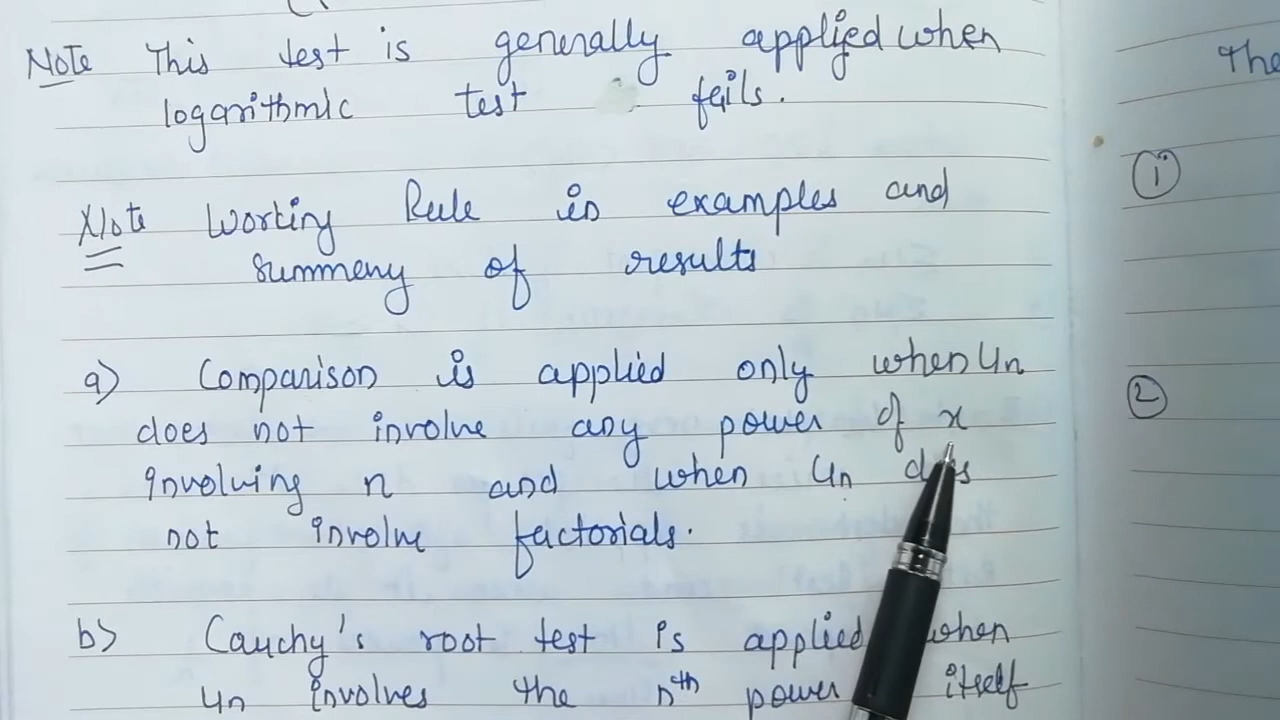 Note This test is generally applied when
logarithmic test fails.
Note Working Rule in examples and
summery of results
a) Comparison is applied only when Un
does not involve any power of x
involving n and when Un does
not involve factorials.
b) Cauchy's root test is applied when
Un involves the nth power itself
The
1
2